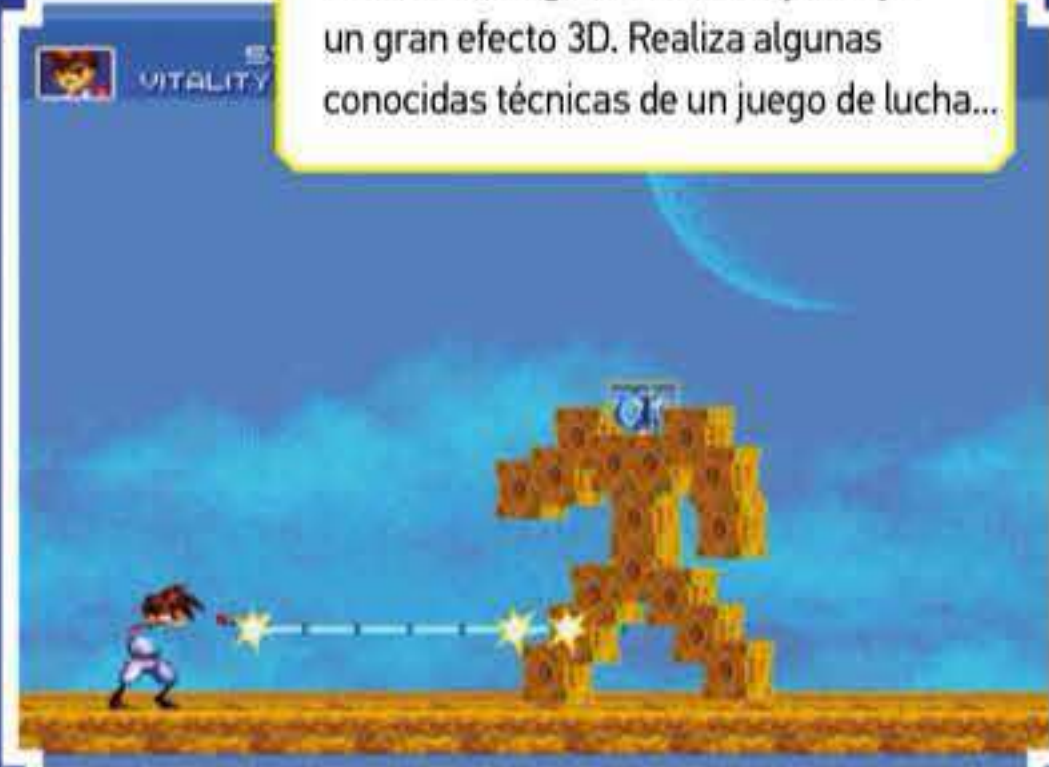 un gran efecto 3D. Realiza algunas
conocidas técnicas de un juego de lucha...
VITALITY